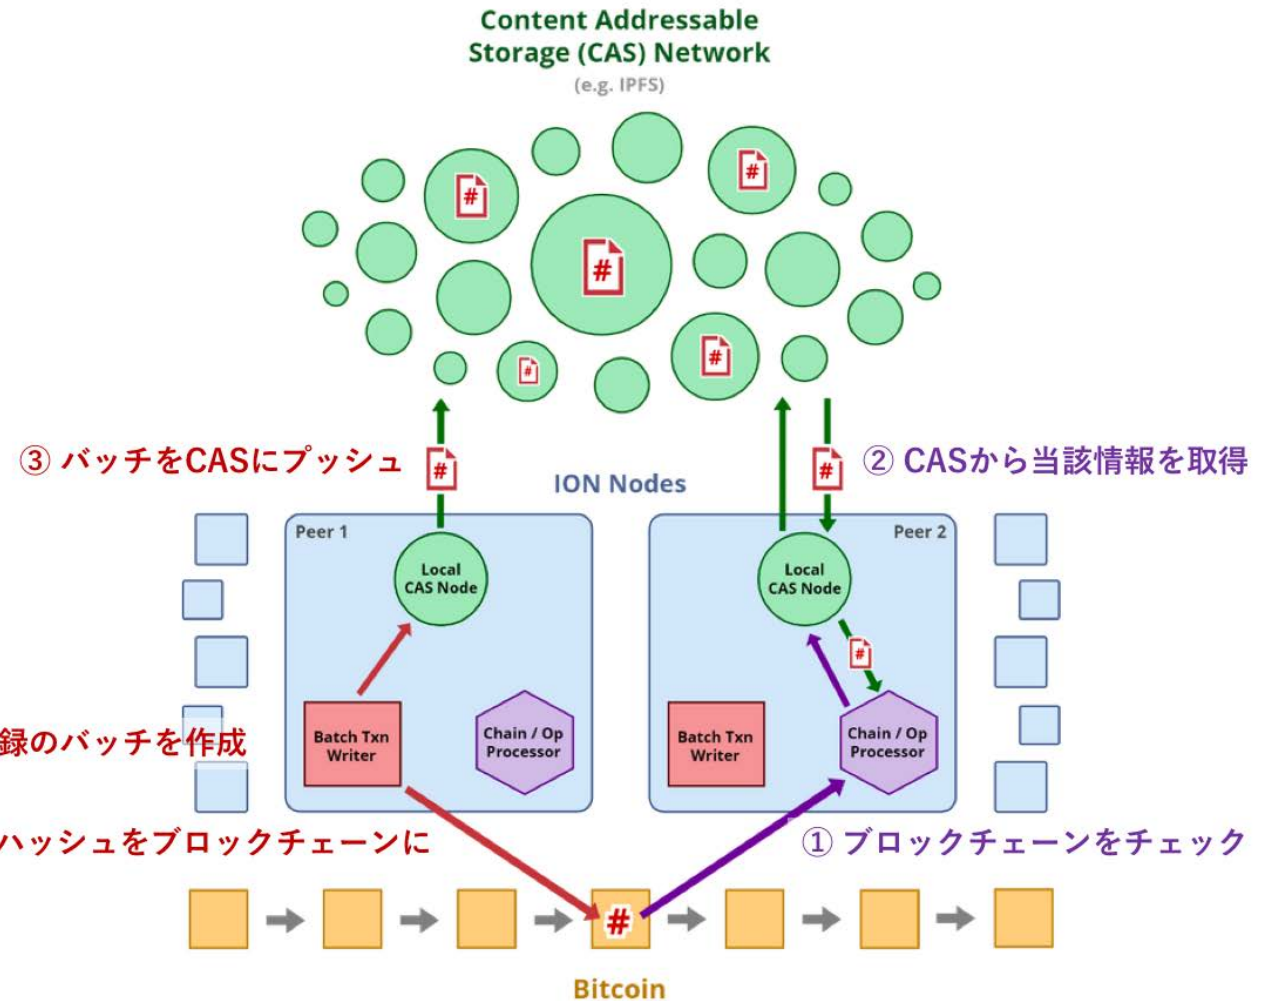 Content Addressable
Storage (CAS) Network
(e.g. IPFS)
#
#
#
#
#
③ バッチをCASにプッシュ
#
#
② CASから当該情報を取得
ION Nodes
Peer 1
Peer 2
Local
CAS Node
Local
CAS Node
#
録のバッチを作成
Batch Txn
Writer
Chain / Op
Processor
Batch Txn
Writer
Chain / Op
Processor
ハッシュをブロックチェーンに
① ブロックチェーンをチェック
#
Bitcoin